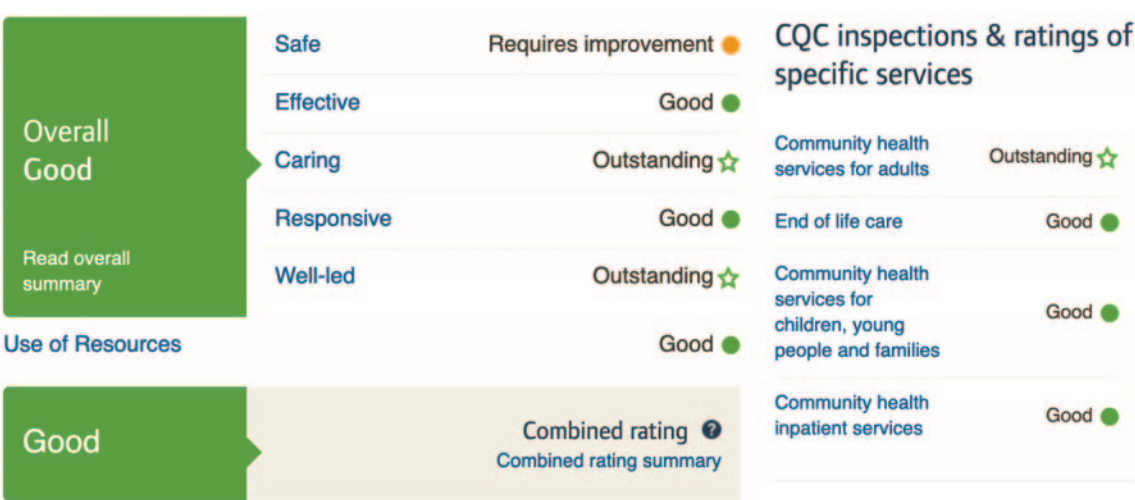 Overall
Good
Read overall
summary
Safe Requires improvement
Effective Good
Caring Outstanding
Responsive Good
Well-led Outstanding
Use of Resources Good
Good
Combined rating ?
Combined rating summary
CQC inspections & ratings of
specific services
Community health
services for adults
Outstanding
End of life care Good
Community health
services for
children, young
people and families
Good
Community health
inpatient services
Good